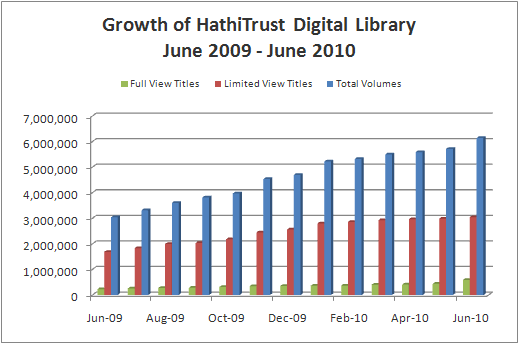 Growth of HathiTrust Digital Library
June 2009 - June 2010
Full View Titles Limited View Titles Total Volumes
7,000,000
6,000,000
5,000,000
4,000,000
3,000,000
2,000,000
1,000,000
0
Jun-09 Aug-09 Oct-09 Dec-09 Feb-10 Apr-10 Jun-10